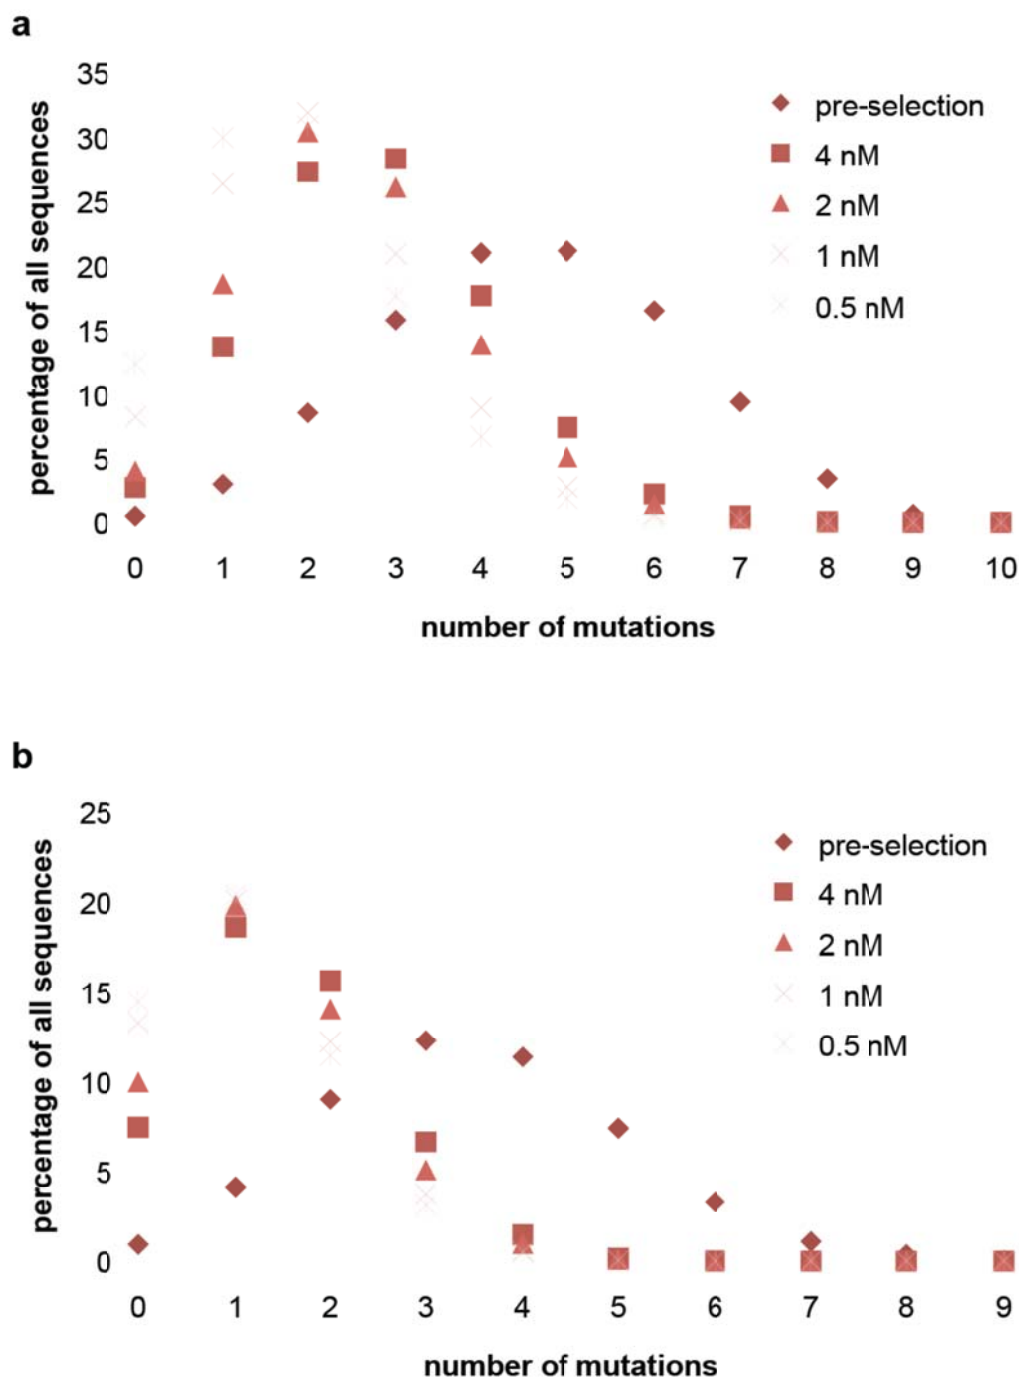 a
percentage of all sequences
35
30
25
20
15
10
5
0
0 1 2 3 4 5 6 7 8 9 10
number of mutations
pre-selection
4 nM
2 nM
1 nM
0.5 nM
b
percentage of all sequences
25
20
15
10
5
0
0 1 2 3 4 5 6 7 8 9
number of mutations
pre-selection
4 nM
2 nM
1 nM
0.5 nM